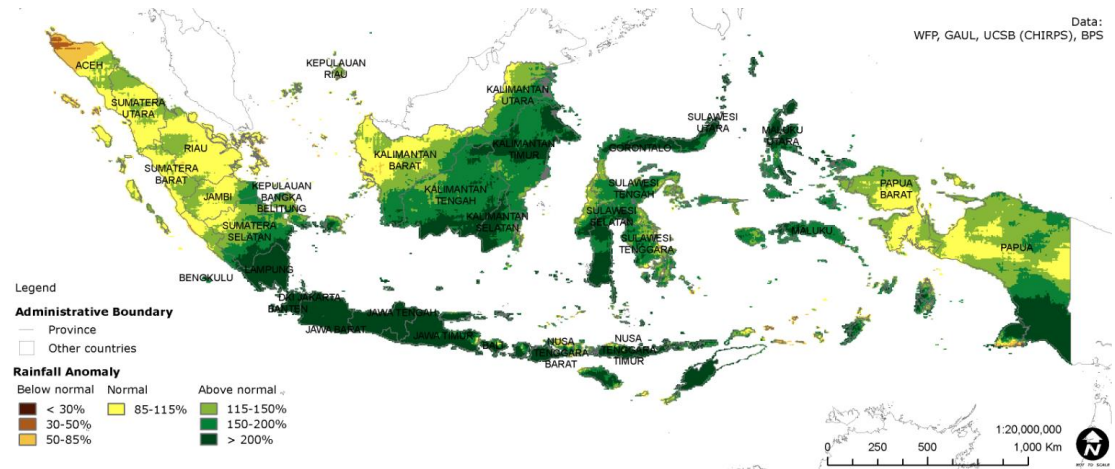 Data:
WFP, GAUL, UCSB (CHIRPS), BPS
ACEH
SUMATERA
UTARA
RIAU
SUMATERA
BARAT
JAMBI
KEPULAUAN
RIAU
KEPULAUAN
BANGKA
BELITUNG
SUMATERA
SELATAN
BENGKULU
LAMPUNG
DKI JAKARTA
BANTEN
JAWA BARAT
JAWA TENGAH
JAWA TIMUR
BALI
NUSA
TENGGARA
BARAT
NUSA
TENGGARA
TIMUR
KALIMANTAN
UTARA
KALIMANTAN
BARAT
KALIMANTAN
TIMUR
KALIMANTAN
TENGAH
KALIMANTAN
SELATAN
SULAWESI
UTARA
GORONTALO
SULAWESI
TENGAH
SULAWESI
SELATAN
SULAWESI
TENGGARA
MALUKU
UTARA
MALUKU
PAPUA
BARAT
PAPUA
Legend
Administrative Boundary
Province
Other countries
Rainfall Anomaly
Below normal Normal Above normal
< 30% 85-115% 115-150%
30-50% 150-200%
50-85% > 200%
1:20,000,000
0 250 500 1,000 Km
N
NOT TO SCALE